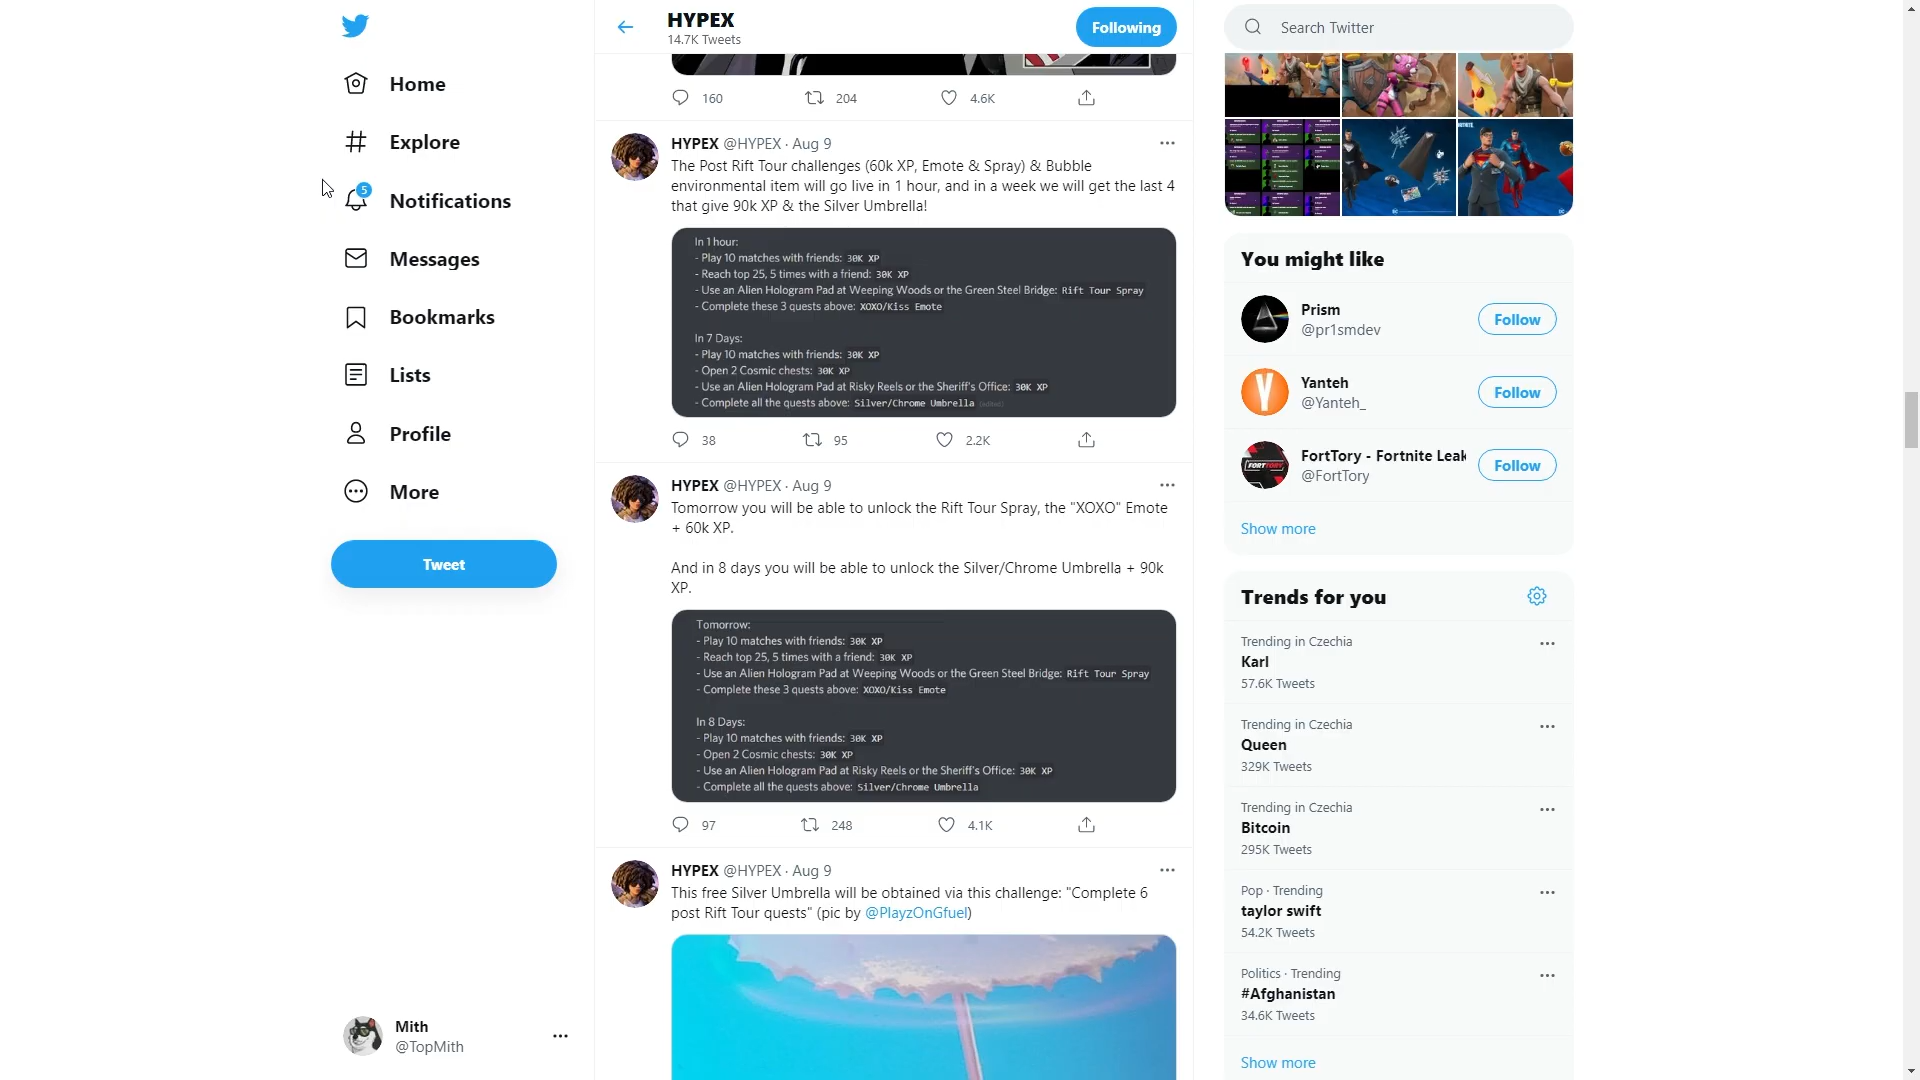 Home
Explore
5
Notifications
Messages
Bookmarks
Lists
Profile
More
Tweet
Mith
@TopMith
HYPEX
14.7K Tweets
Following
160
204
4.6K
HYPEX @HYPEX · Aug 9
The Post Rift Tour challenges (60k XP, Emote & Spray) & Bubble
environmental item will go live in 1 hour, and in a week we will get the last 4
that give 90k XP & the Silver Umbrella!
In 1 hour:
- Play 10 matches with friends: 30K XP
- Reach top 25, 5 times with a friend: 30K XP
- Use an Alien Hologram Pad at Weeping Woods or the Green Steel Bridge: Rift Tour Spray
- Complete these 3 quests above: XOXO/Kiss Emote
In 7 Days:
- Play 10 matches with friends: 30K XP
- Open 2 Cosmic chests: 30K XP
- Use an Alien Hologram Pad at Risky Reels or the Sheriff's Office: 30K XP
- Complete all the quests above: Silver/Chrome Umbrella (edited)
38
95
2.2K
HYPEX @HYPEX · Aug 9
Tomorrow you will be able to unlock the Rift Tour Spray, the "XOXO" Emote
+ 60k XP.
And in 8 days you will be able to unlock the Silver/Chrome Umbrella + 90k
XP.
Tomorrow:
- Play 10 matches with friends: 30K XP
- Reach top 25, 5 times with a friend: 30K XP
- Use an Alien Hologram Pad at Weeping Woods or the Green Steel Bridge: Rift Tour Spray
- Complete these 3 quests above: XOXO/Kiss Emote
In 8 Days:
- Play 10 matches with friends: 30K XP
- Open 2 Cosmic chests: 30K XP
- Use an Alien Hologram Pad at Risky Reels or the Sheriff's Office: 30K XP
- Complete all the quests above: Silver/Chrome Umbrella
97
248
4.1K
HYPEX @HYPEX · Aug 9
This free Silver Umbrella will be obtained via this challenge: "Complete 6
post Rift Tour quests" (pic by @PlayzOnGfuel)
Search Twitter
You might like
Prism
@pr1smdev
Follow
Yanteh
@Yanteh_
Follow
FORTTORY
FortTory - Fortnite Leak
@FortTory
Follow
Show more
Trends for you
Trending in Czechia
Karl
57.6K Tweets
Trending in Czechia
Queen
329K Tweets
Trending in Czechia
Bitcoin
295K Tweets
Pop · Trending
taylor swift
54.2K Tweets
Politics · Trending
#Afghanistan
34.6K Tweets
Show more